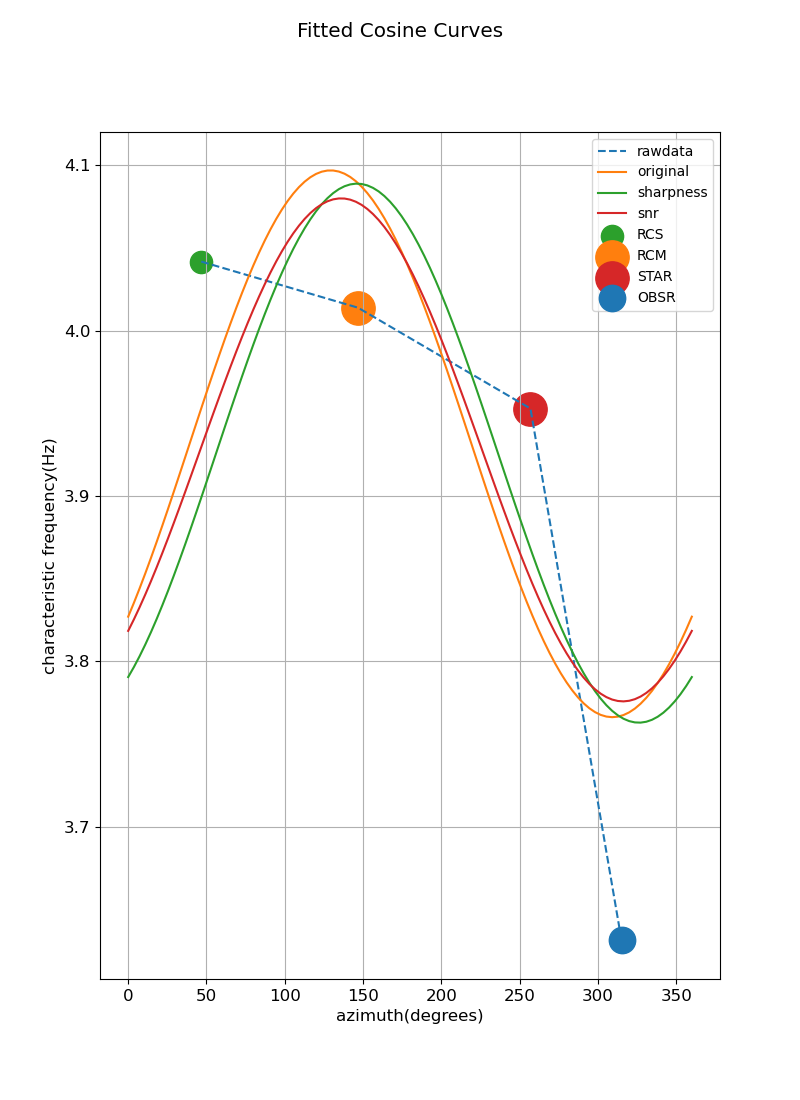 Fitted Cosine Curves
rawdata
original
sharpness
snr
RCS
RCM
STAR
OBSR
characteristic frequency(Hz)
4.1
4.0
3.9
3.8
3.7
0 50 100 150 200 250 300 350
azimuth(degrees)